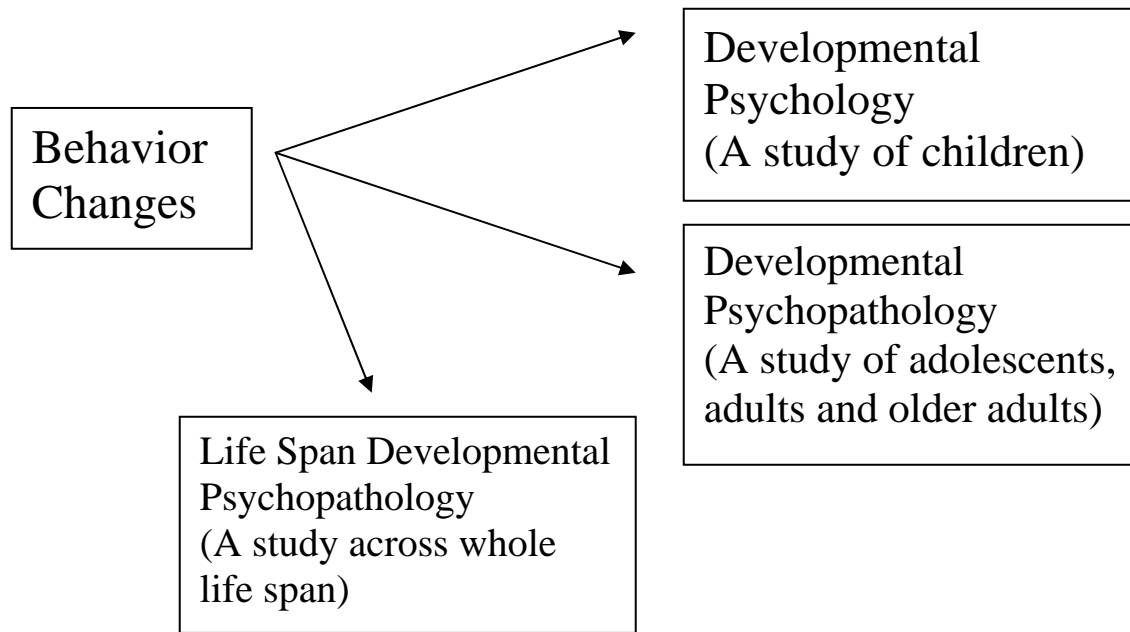 Behavior
Changes
Developmental
Psychology
(A study of children)
Developmental
Psychopathology
(A study of adolescents,
adults and older adults)
Life Span Developmental
Psychopathology
(A study across whole
life span)